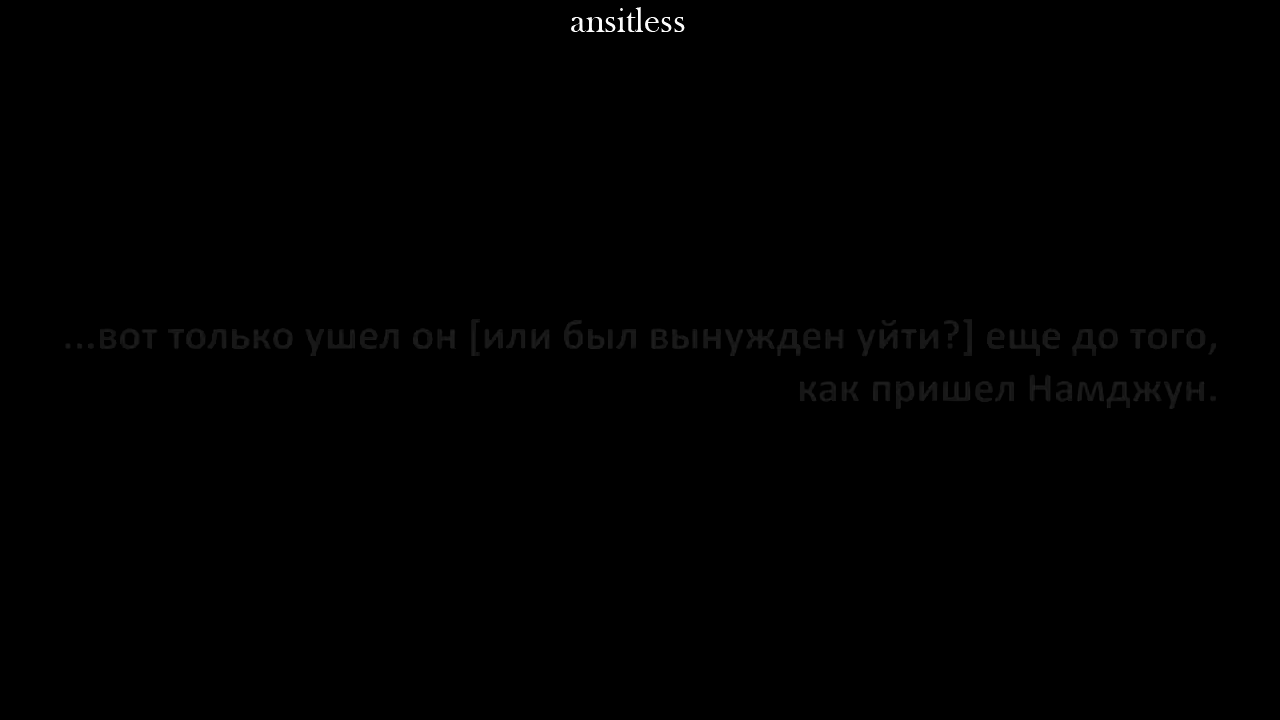 ansitless
...вот только ушел он [или был вынужден уйти?] еще до того,
как пришел Намджун.